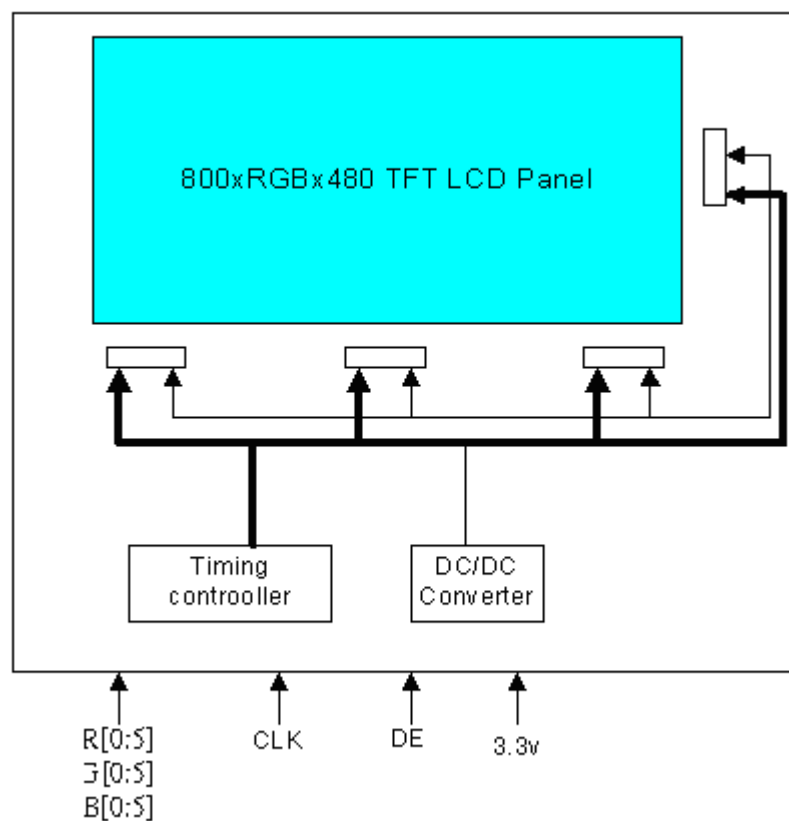 800xRGBx480 TFT LCD Panel
Timing
controoller
DC/DC
Converter
R[0:5]
CLK
DE
3.3v
G[0:5]
B[0:5]